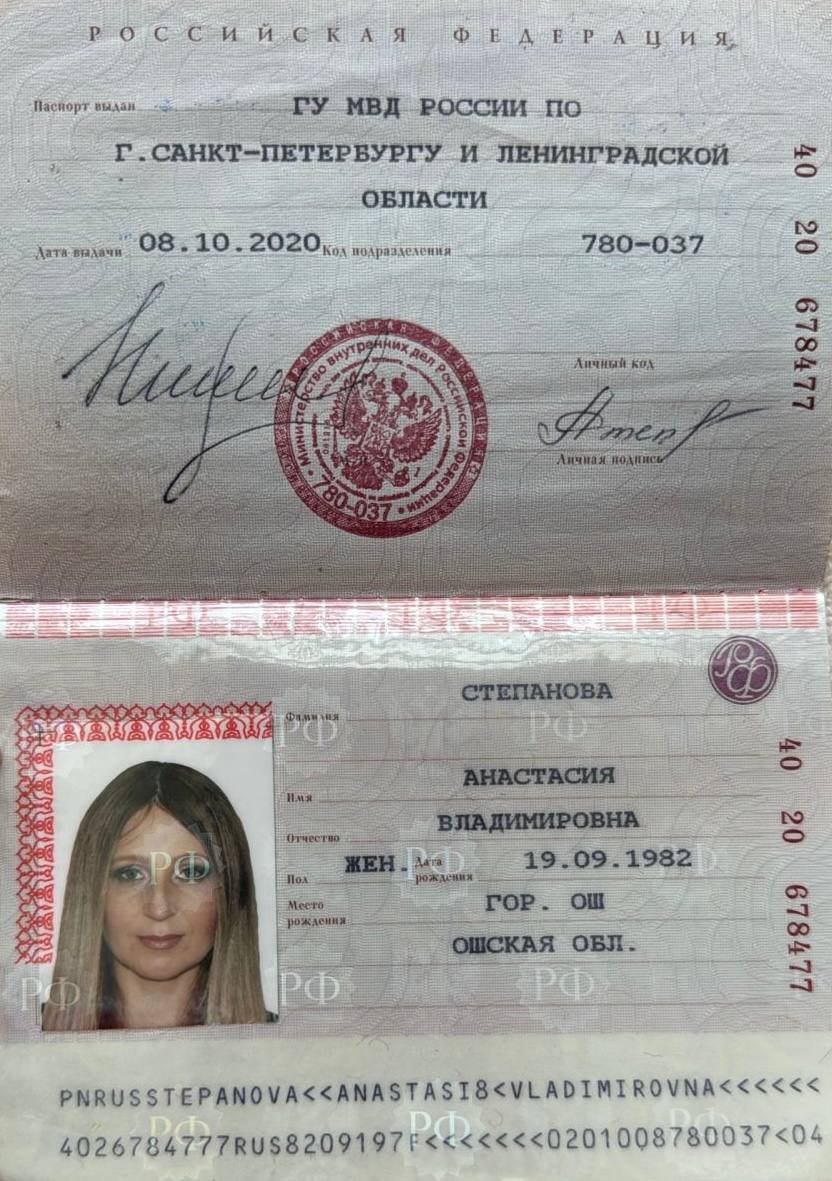 РОССИЙСКАЯ ФЕДЕРАЦИЯ
Паспорт выдан ГУ МВД РОССИИ ПО
Г.САНКТ-ПЕТЕРБУРГУ И ЛЕНИНГРАДСКОЙ
ОБЛАСТИ
Дата выдачи 08.10.2020 Код подразделения 780-037
40 20 678477
Личный код
Личная подпись
Министерство внутренних дел Российской Федерации
780-037
СТЕПАНОВА
Фамилия
АНАСТАСИЯ
Имя
ВЛАДИМИРОВНА
Отчество
Пол ЖЕН. Дата рождения 19.09.1982
Место рождения ГОР. ОШ
ОШСКАЯ ОБЛ.
40 20 678477
РФ
PNRUSSTEPANOVA<<ANASTASI8<VLADIMIROVNA<<<<<<
4026784777RUS8209197F<<<<<<<0201008780037<04